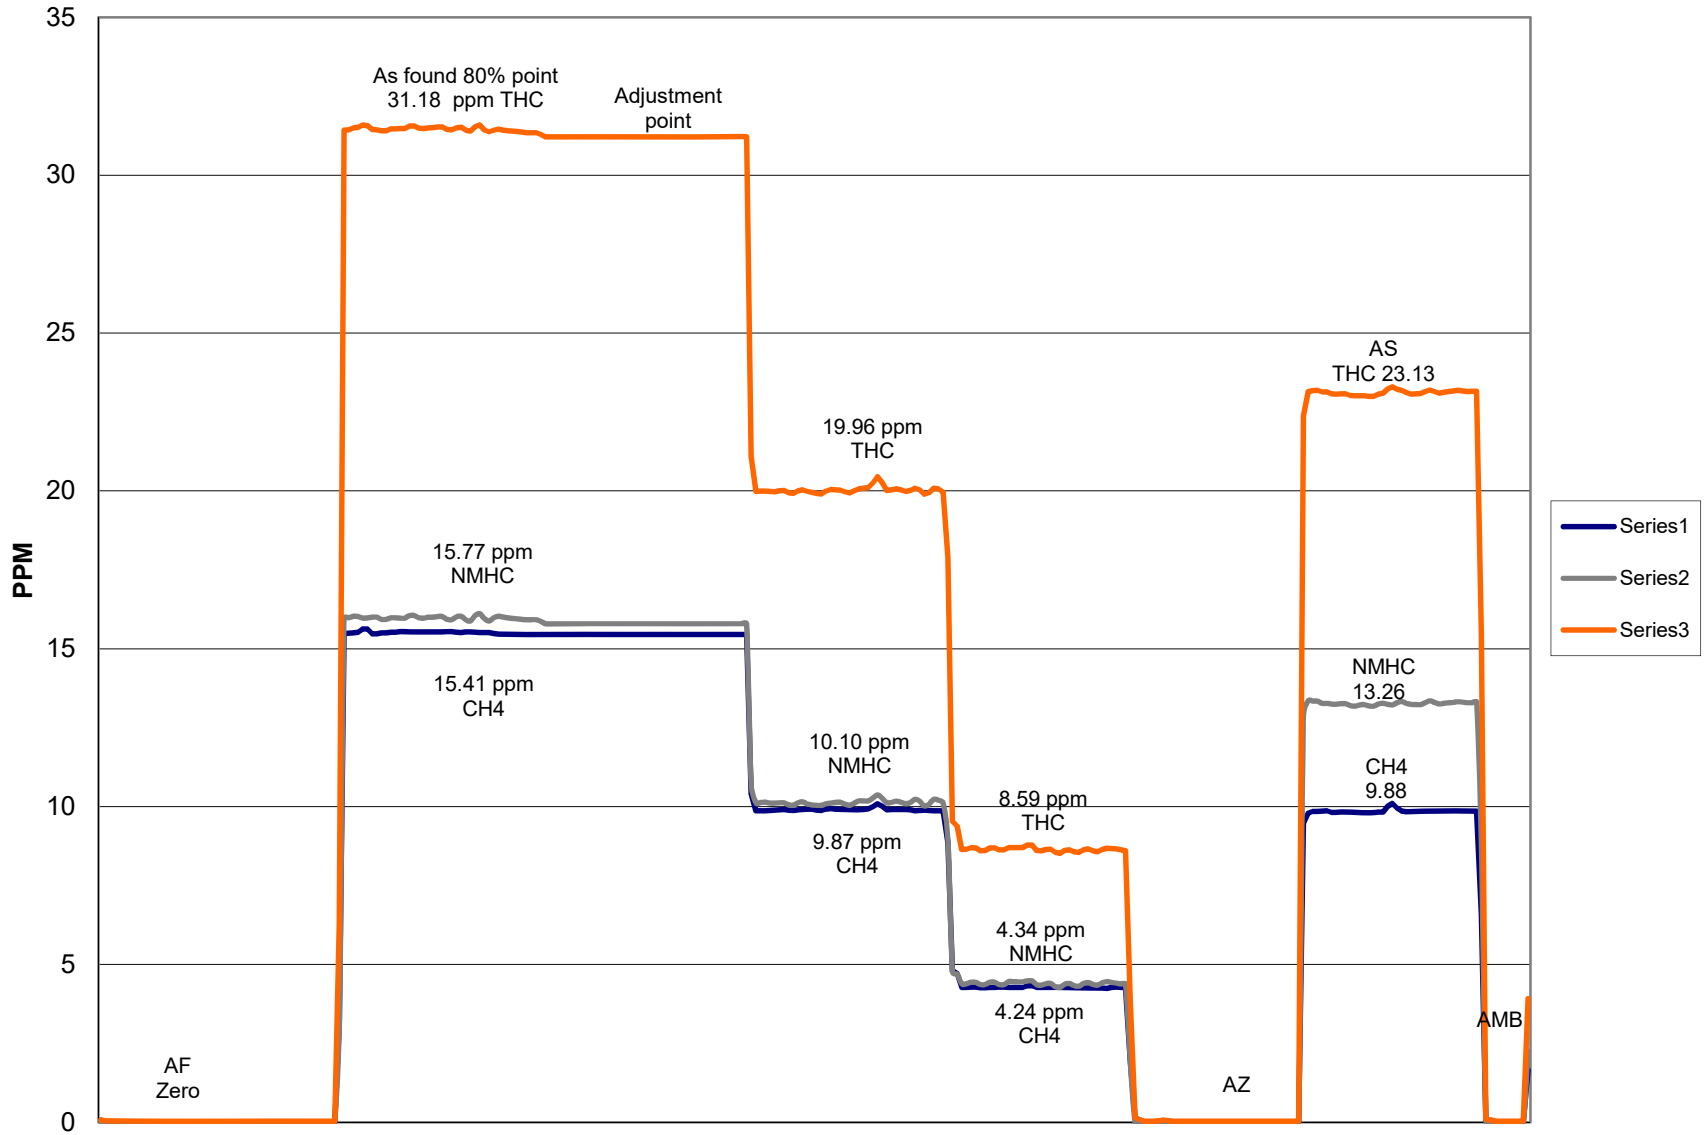 35
30
25
20
15
10
5
0
PPM
As found 80% point
31.18  ppm THC
Adjustment
point
15.77 ppm
NMHC
15.41 ppm
CH4
19.96 ppm
THC
10.10 ppm
NMHC
9.87 ppm
CH4
8.59 ppm
THC
4.34 ppm
NMHC
4.24 ppm
CH4
AS
THC 23.13
NMHC
13.26
CH4
9.88
AF
Zero
AZ
AMB
Series1
Series2
Series3